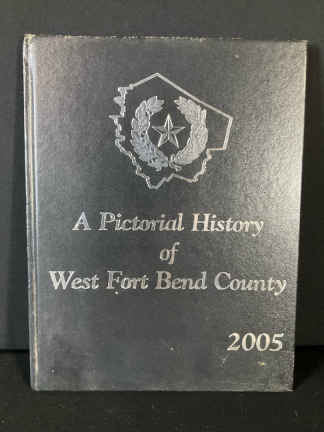 A Pictorial History
of
West Fort Bend County
2005